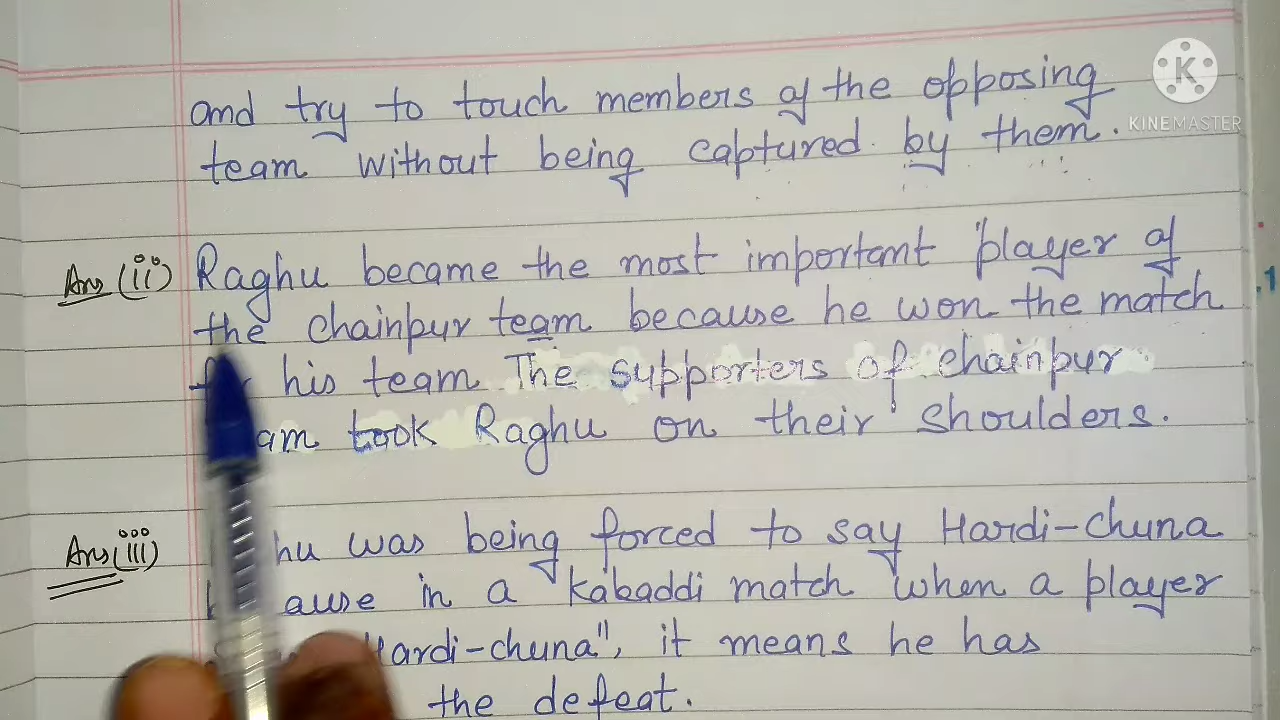 and try to touch members of the opposing
team without being captured by them.
KINEMASTER
Ans (ii) Raghu became the most important player of
the chainpur team because he won the match
his team The supporters of chainpur
am took Raghu on their shoulders.
Ans (iii) hu was being forced to say Hardi-chuna
ause in a kabaddi match when a player
Hardi-chuna", it means he has
the defeat.